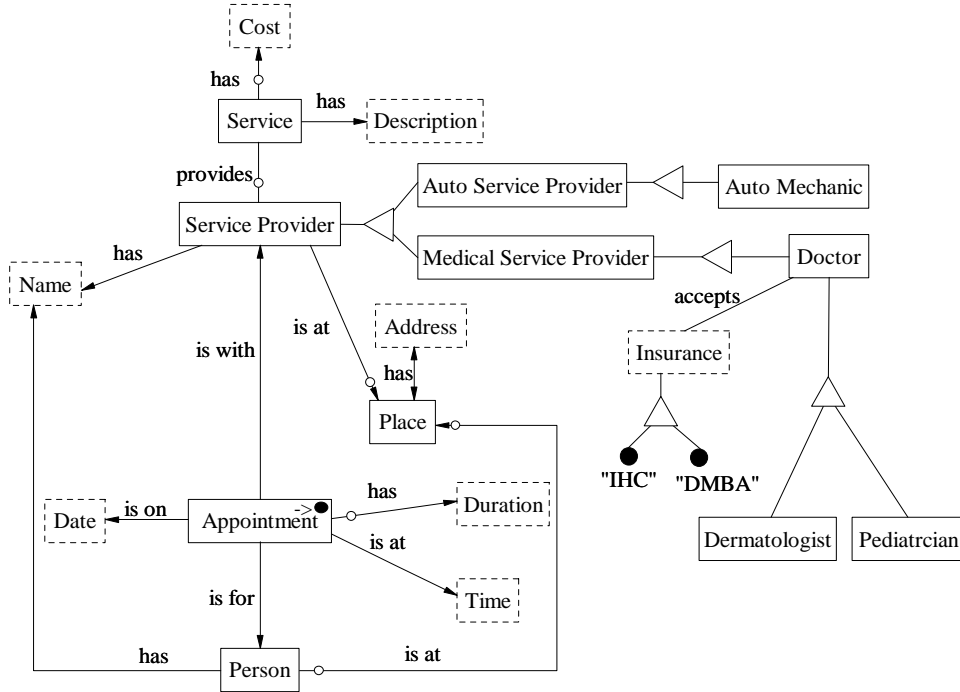 Cost
has
has
Service
Description
provides
Auto Service Provider
Auto Mechanic
Service Provider
Medical Service Provider
Doctor
has
Name
accepts
is at
Address
Insurance
is with
has
Place
"IHC"
"DMBA"
has
Date
is on
Appointment
->
Duration
is at
Dermatologist
Pediatrcian
is for
Time
has
Person
is at